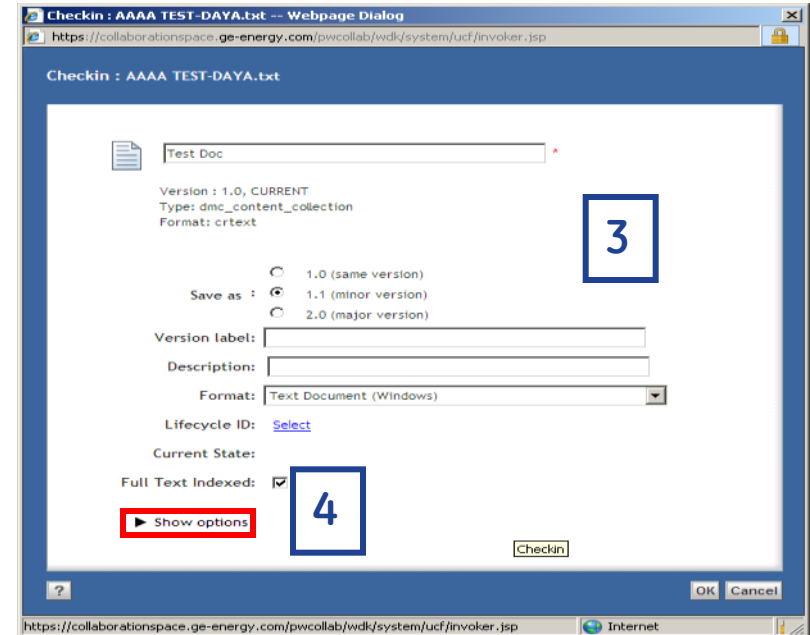 Checkin : AAAA TEST-DAYA.txt -- Webpage Dialog
https://collaborationspace.ge-energy.com/pwcollab/wdk/system/ucf/invoker.jsp
Checkin : AAAA TEST-DAYA.txt
Test Doc *
Version : 1.0, CURRENT
Type: dmc_content_collection
Format: crtext
3
1.0 (same version)
Save as : 1.1 (minor version)
2.0 (major version)
Version label:
Description:
Format: Text Document (Windows)
Lifecycle ID: Select
Current State:
Full Text Indexed:
4
Show options
Checkin
? OK Cancel
https://collaborationspace.ge-energy.com/pwcollab/wdk/system/ucf/invoker.jsp Internet